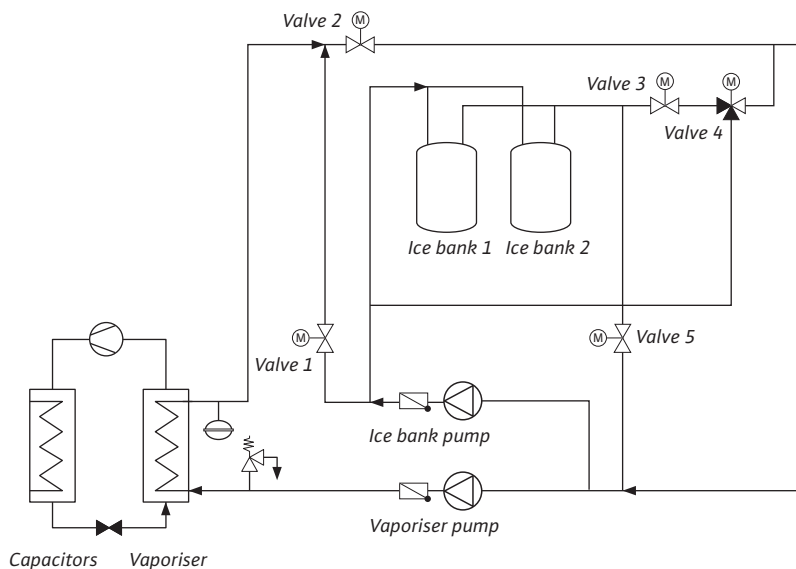 Valve 2
M
Valve 3
M
M
Valve 4
Ice bank 1
Ice bank 2
M
Valve 1
M
Valve 5
Ice bank pump
Vaporiser pump
Capacitors
Vaporiser